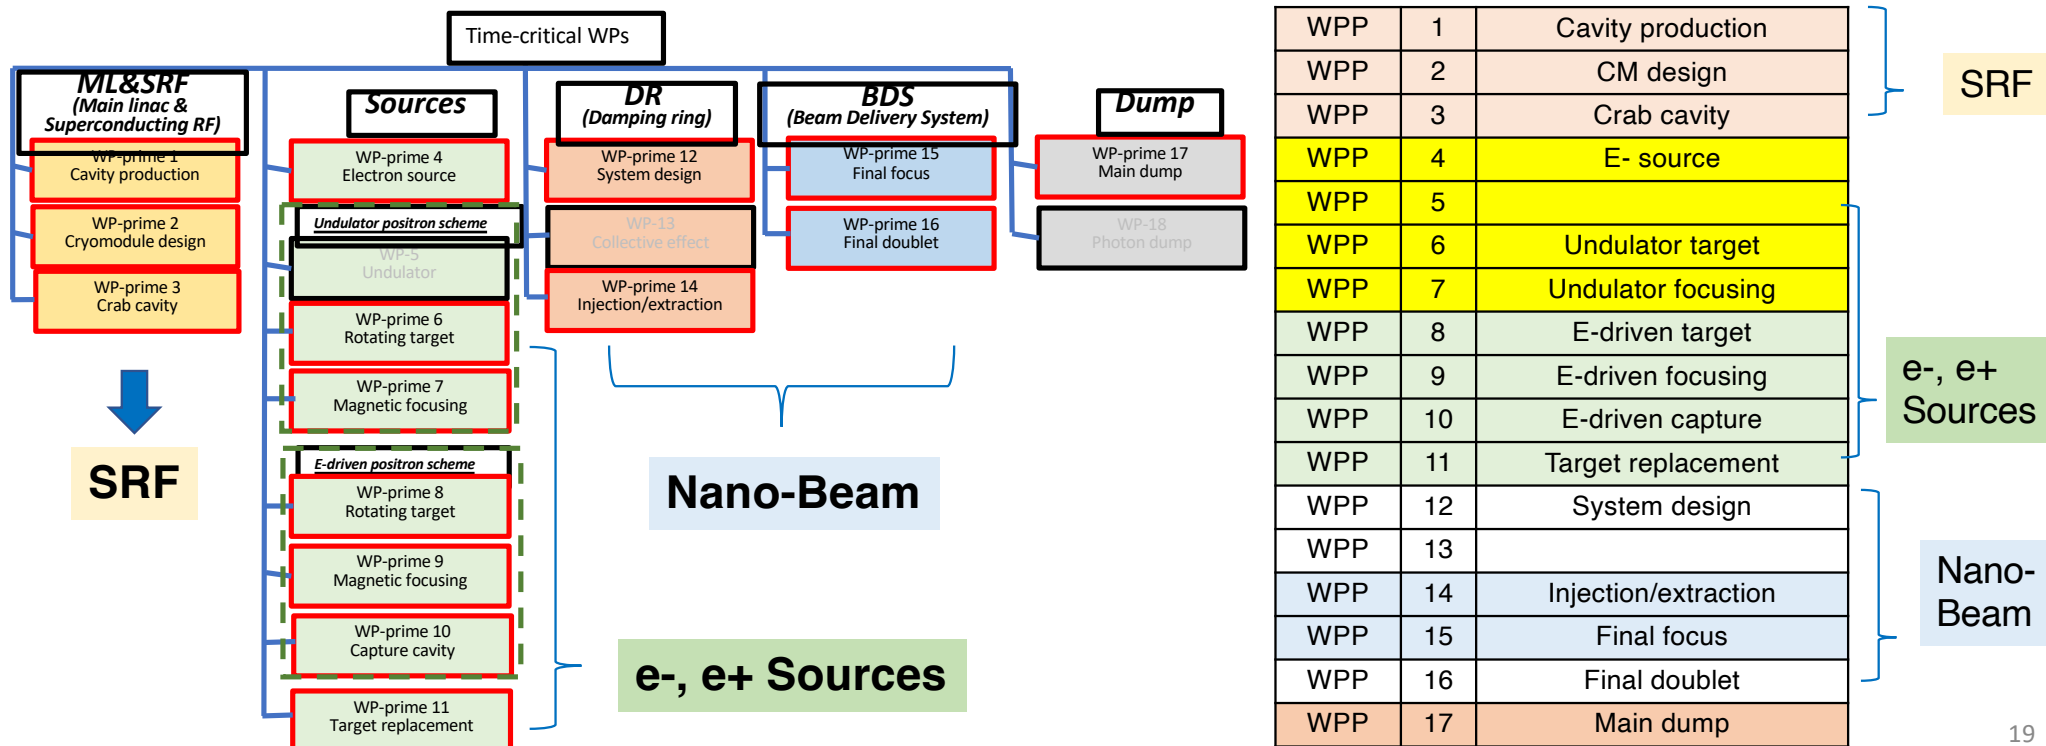 Time-critical WPs
ML&SRF
(Main linac &
Superconducting RF)
WP-prime 1
Cavity production
WP-prime 2
Cryomodule design
WP-prime 3
Crab cavity
SRF
Sources
WP-prime 4
Electron source
Undulator positron scheme
WP-5
Undulator
WP-prime 6
Rotating target
WP-prime 7
Magnetic focusing
E-driven positron scheme
WP-prime 8
Rotating target
WP-prime 9
Magnetic focusing
WP-prime 10
Capture cavity
WP-prime 11
Target replacement
DR
(Damping ring)
WP-prime 12
System design
WP-13
Collective effect
WP-prime 14
Injection/extraction
BDS
(Beam Delivery System)
WP-prime 15
Final focus
WP-prime 16
Final doublet
Dump
WP-prime 17
Main dump
WP-18
Photon dump
Nano-Beam
e-, e+ Sources
WPP 1 Cavity production
WPP 2 CM design
WPP 3 Crab cavity
WPP 4 E- source
WPP 5
WPP 6 Undulator target
WPP 7 Undulator focusing
WPP 8 E-driven target
WPP 9 E-driven focusing
WPP 10 E-driven capture
WPP 11 Target replacement
WPP 12 System design
WPP 13
WPP 14 Injection/extraction
WPP 15 Final focus
WPP 16 Final doublet
WPP 17 Main dump
SRF
e-, e+
Sources
Nano-
Beam
19